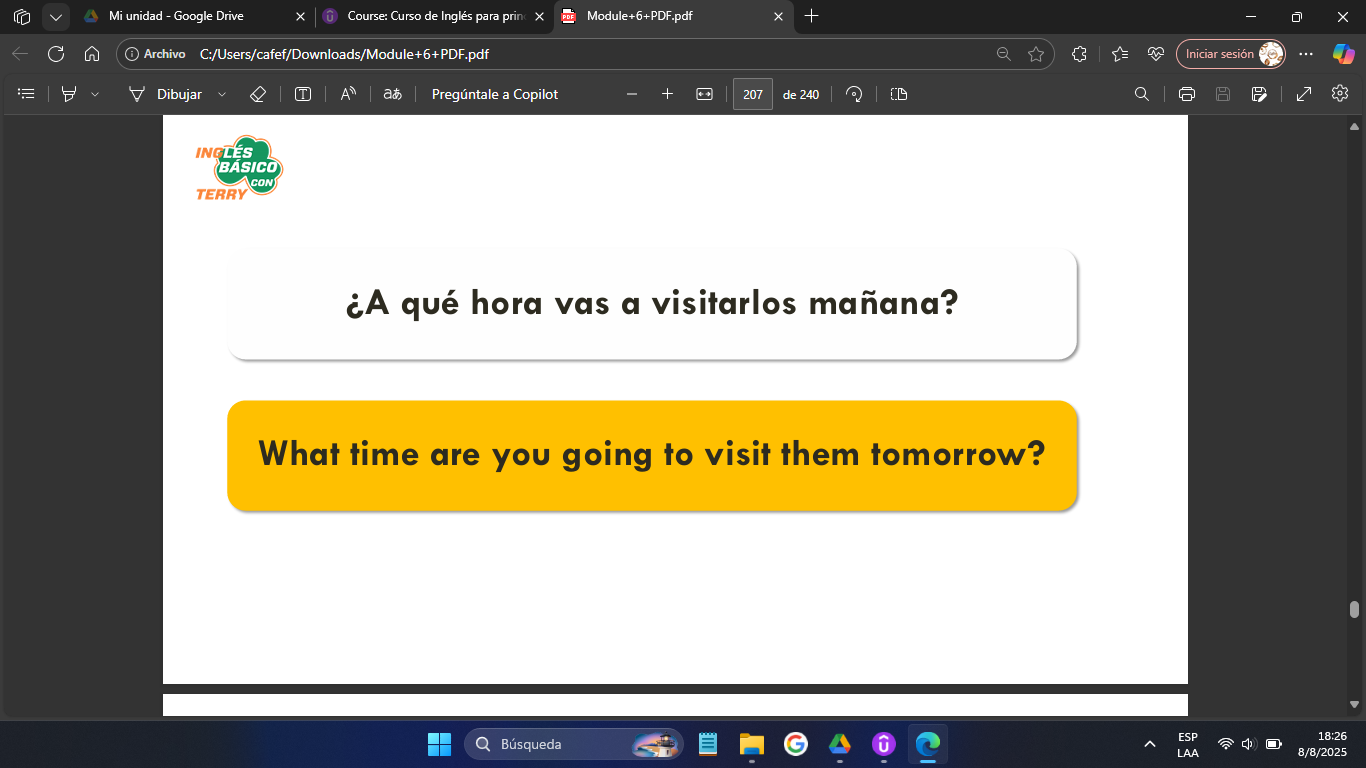 Mi unidad - Google Drive
Course: Curso de Inglés para prin
Module+6+PDF.pdf
Archivo C:/Users/cafef/Downloads/Module+6+PDF.pdf
Iniciar sesión
Dibujar
aあ
Pregúntale a Copilot
207 de 240
INGLÉS
BÁSICO
CON
TERRY
¿A qué hora vas a visitarlos mañana?
What time are you going to visit them tomorrow?
Búsqueda
ESP
LAA
18:26
8/8/2025